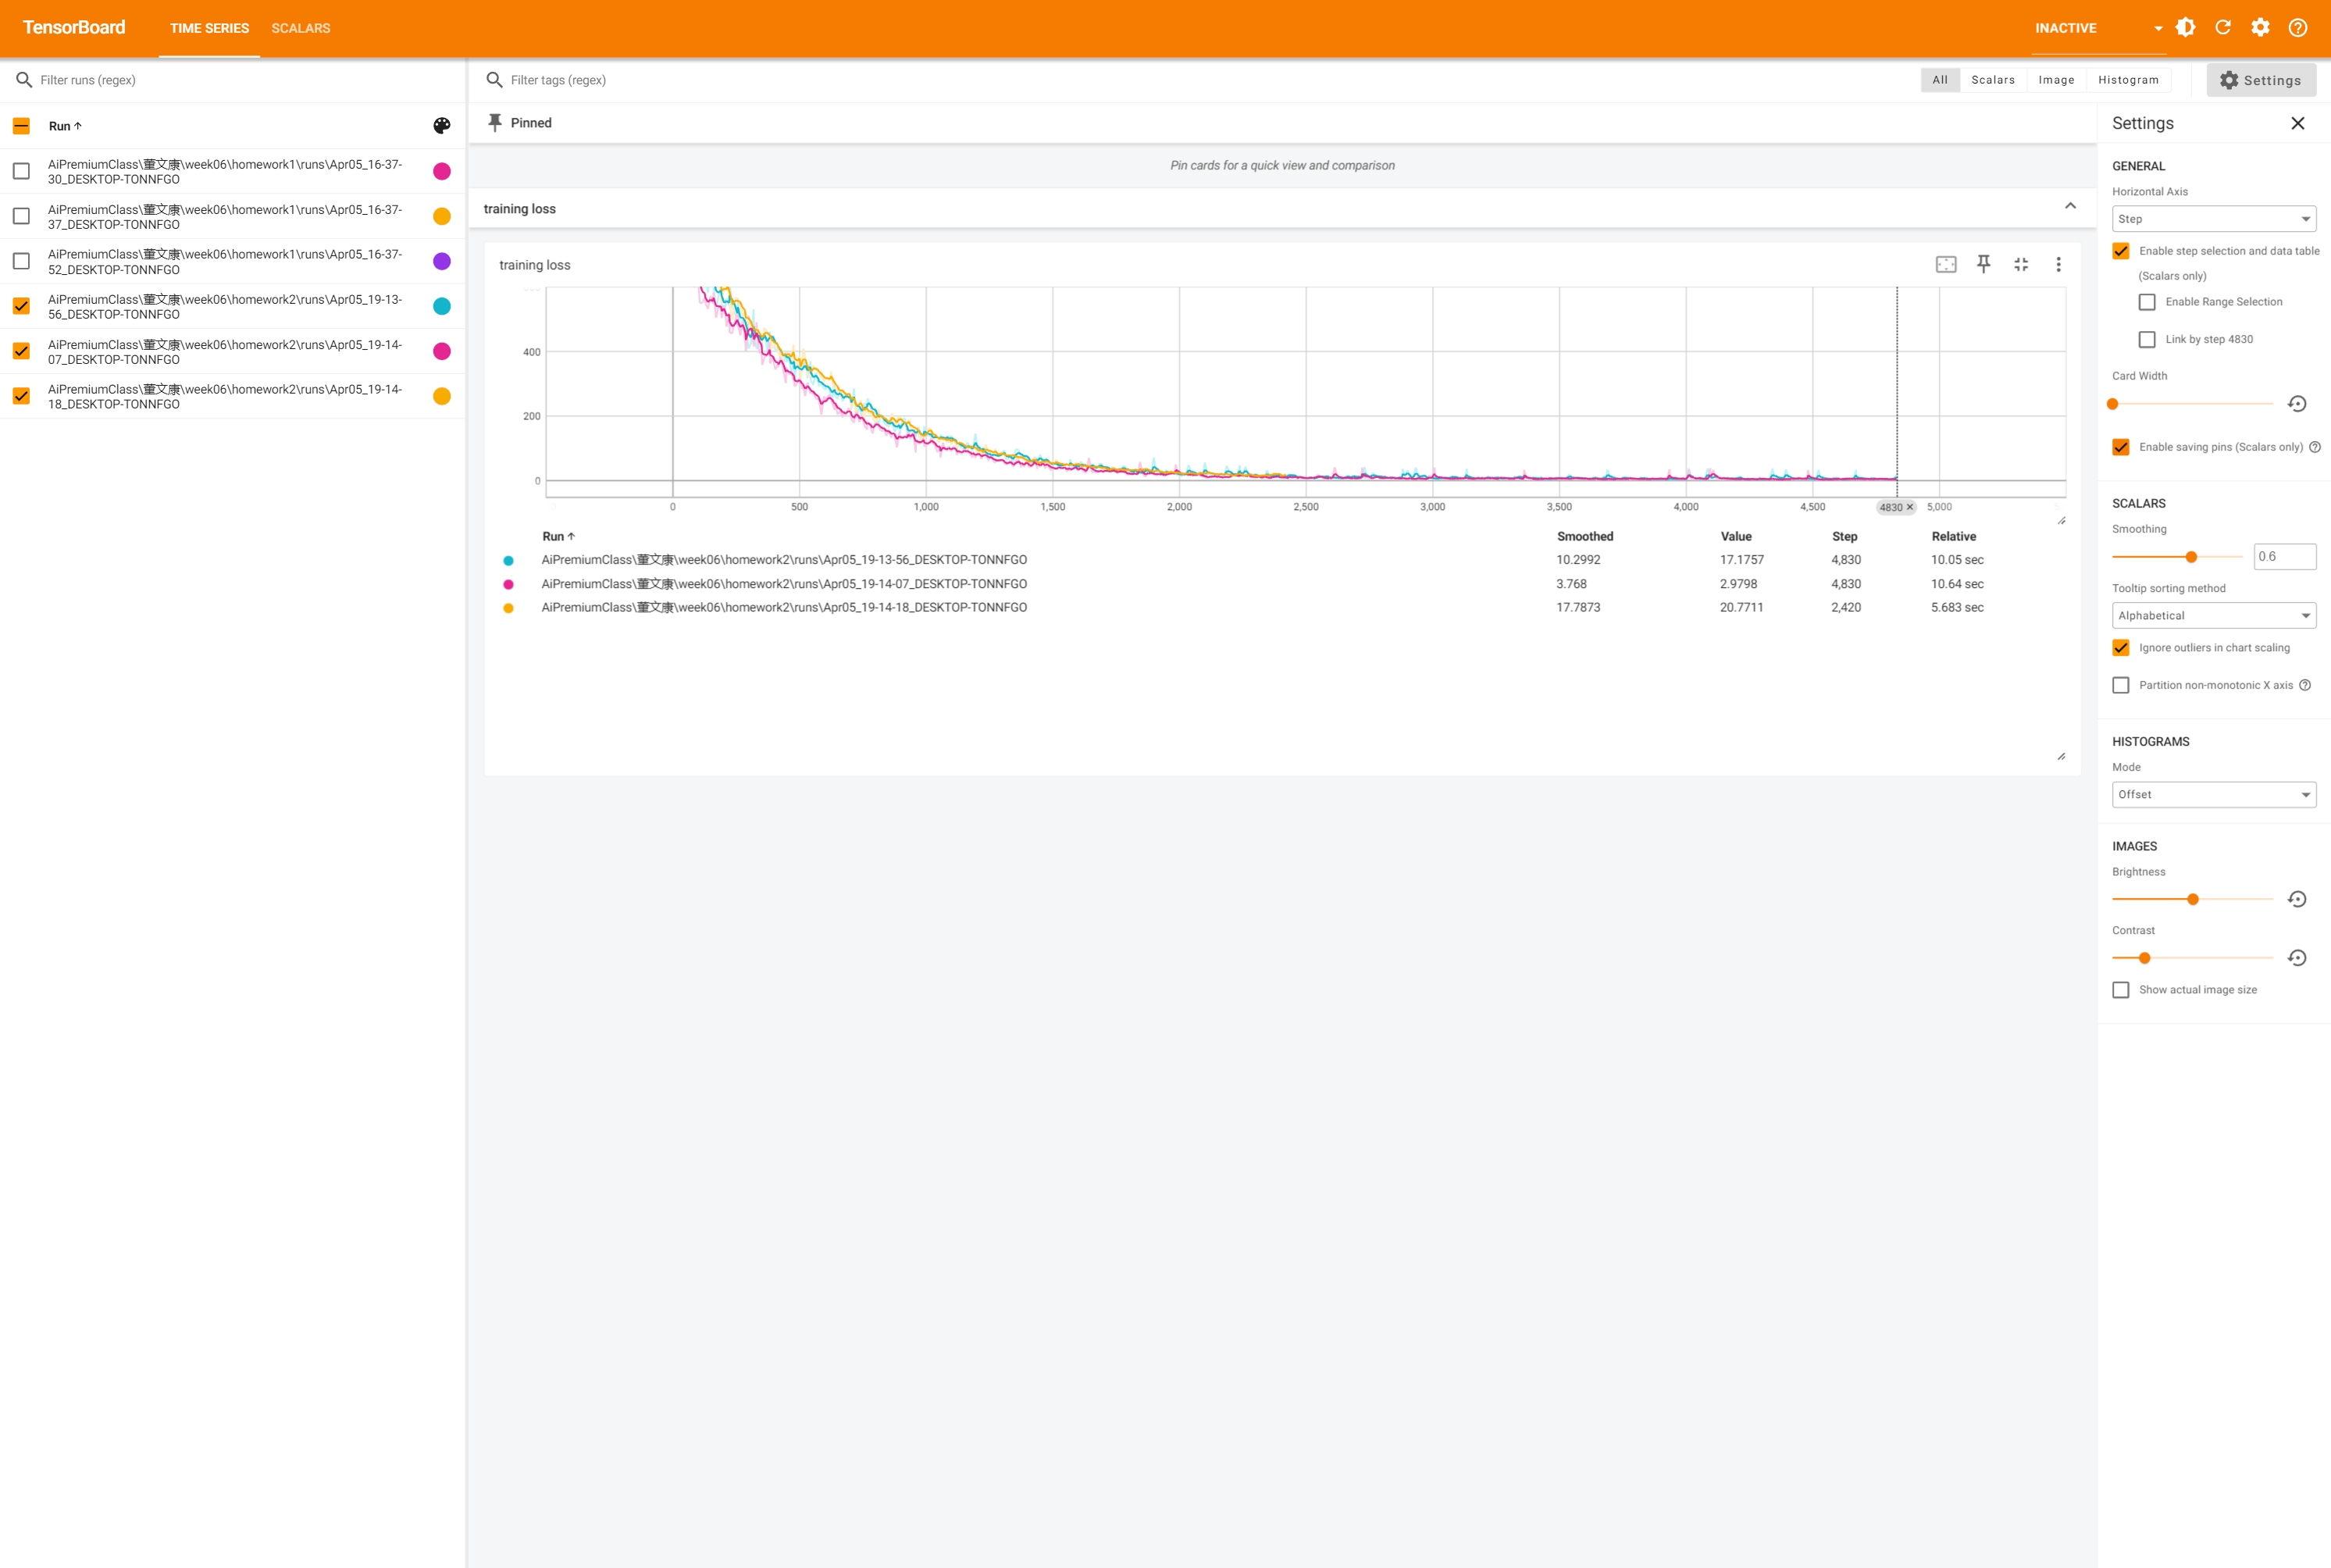 TensorBoard
TIME SERIES
SCALARS
INACTIVE
Filter runs (regex)
Run
AiPremiumClass\董文康\week06\homework1\runs\Apr05_16-37-
30_DESKTOP-TONNFGO
AiPremiumClass\董文康\week06\homework1\runs\Apr05_16-37-
37_DESKTOP-TONNFGO
AiPremiumClass\董文康\week06\homework1\runs\Apr05_16-37-
52_DESKTOP-TONNFGO
AiPremiumClass\董文康\week06\homework2\runs\Apr05_19-13-
56_DESKTOP-TONNFGO
AiPremiumClass\董文康\week06\homework2\runs\Apr05_19-14-
07_DESKTOP-TONNFGO
AiPremiumClass\董文康\week06\homework2\runs\Apr05_19-14-
18_DESKTOP-TONNFGO
Filter tags (regex)
All Scalars Image Histogram
Settings
Pinned
Pin cards for a quick view and comparison
training loss
training loss
400
200
0
0 500 1,000 1,500 2,000 2,500 3,000 3,500 4,000 4,500 4830 5,000
Run Smoothed Value Step Relative
AiPremiumClass\董文康\week06\homework2\runs\Apr05_19-13-56_DESKTOP-TONNFGO 10.2992 17.1757 4,830 10.05 sec
AiPremiumClass\董文康\week06\homework2\runs\Apr05_19-14-07_DESKTOP-TONNFGO 3.768 2.9798 4,830 10.64 sec
AiPremiumClass\董文康\week06\homework2\runs\Apr05_19-14-18_DESKTOP-TONNFGO 17.7873 20.7711 2,420 5.683 sec
Settings
GENERAL
Horizontal Axis
Step
Enable step selection and data table
(Scalars only)
Enable Range Selection
Link by step 4830
Card Width
Enable saving pins (Scalars only)
SCALARS
Smoothing
0.6
Tooltip sorting method
Alphabetical
Ignore outliers in chart scaling
Partition non-monotonic X axis
HISTOGRAMS
Mode
Offset
IMAGES
Brightness
Contrast
Show actual image size